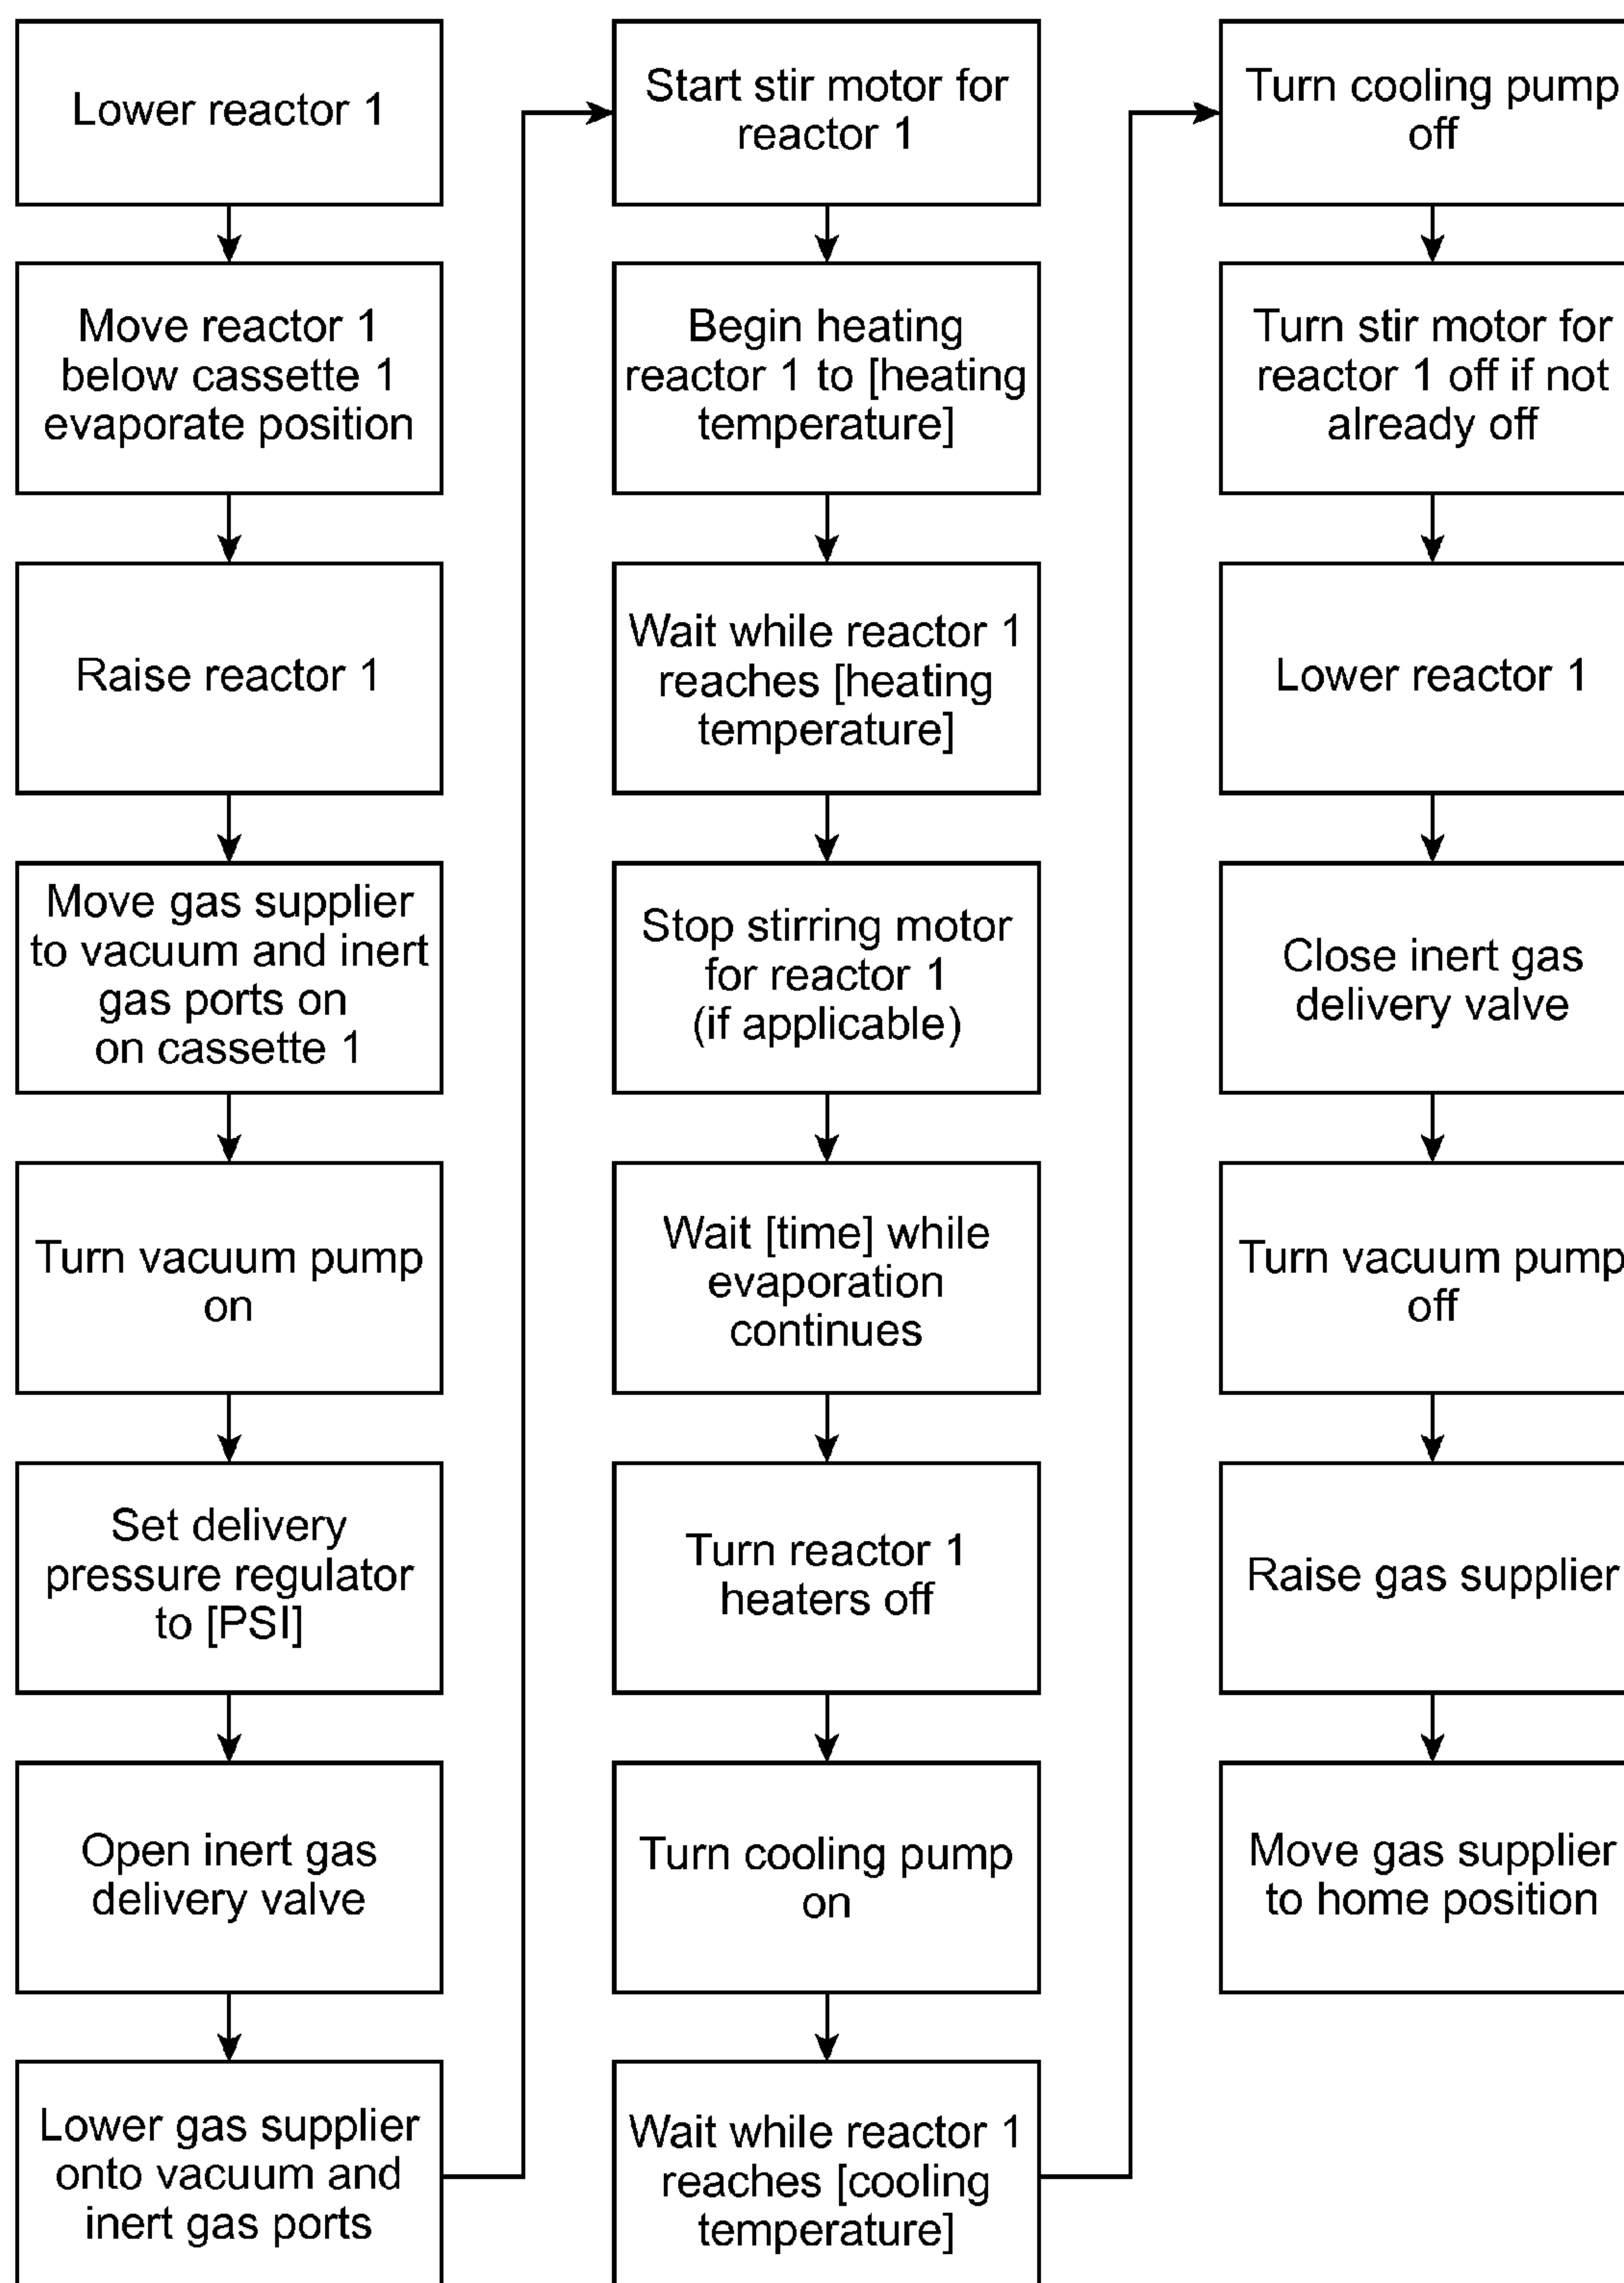 Lower reactor 1
Move reactor 1
below cassette 1
evaporate position
Raise reactor 1
Move gas supplier
to vacuum and inert
gas ports on
on cassette 1
Turn vacuum pump
on
Set delivery
pressure regulator
to [PSI]
Open inert gas
delivery valve
Lower gas supplier
onto vacuum and
inert gas ports
Start stir motor for
reactor 1
Begin heating
reactor 1 to [heating
temperature]
Wait while reactor 1
reaches [heating
temperature]
Stop stirring motor
for reactor 1
(if applicable)
Wait [time] while
evaporation
continues
Turn reactor 1
heaters off
Turn cooling pump
on
Wait while reactor 1
reaches [cooling
temperature]
Turn cooling pump
off
Turn stir motor for
reactor 1 off if not
already off
Lower reactor 1
Close inert gas
delivery valve
Turn vacuum pump
off
Raise gas supplier
Move gas supplier
to home position